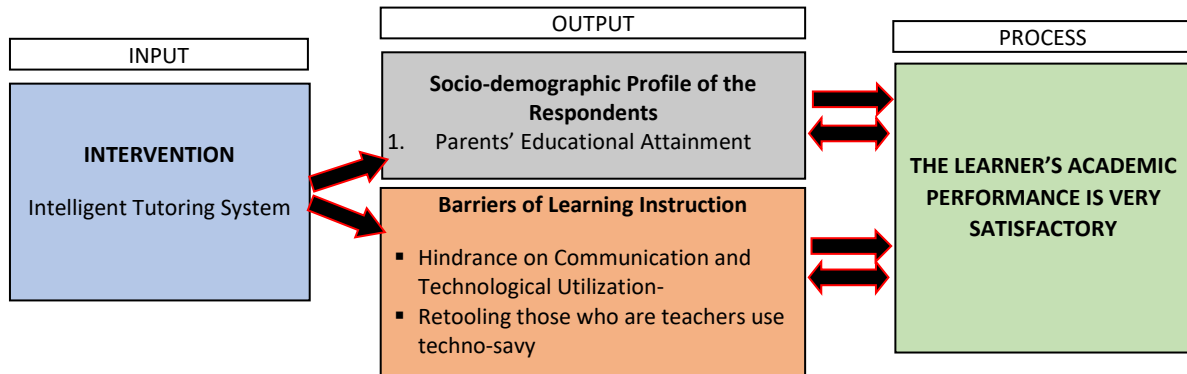 INPUT
INTERVENTION
Intelligent Tutoring System
OUTPUT
Socio-demographic Profile of the
Respondents
1. Parents’ Educational Attainment
Barriers of Learning Instruction
▪ Hindrance on Communication and
Technological Utilization-
▪ Retooling those who are teachers use
techno-savy
PROCESS
THE LEARNER’S ACADEMIC
PERFORMANCE IS VERY
SATISFACTORY